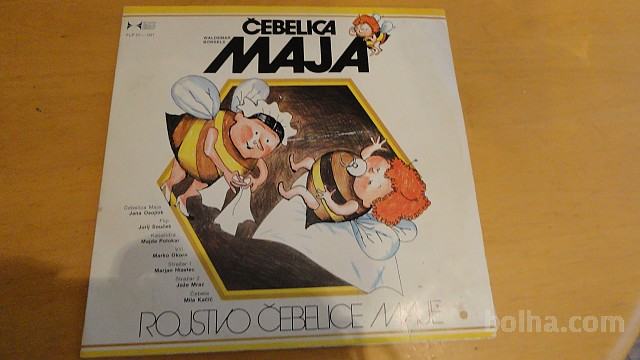 ČEBELICA
WALDEMAR
BONSELS
MAJA
Čebelica Maja
Jana Osojnik
Flip
Jurij Souček
Kasandra
Majda Potokar
Vili
Marko Okorn
Stražar 1
Marjan Hlastec
Stražar 2
Jože Mraz
Čebela
Mila Kačič
ROJSTVO ČEBELICE MAJE
bolha.com